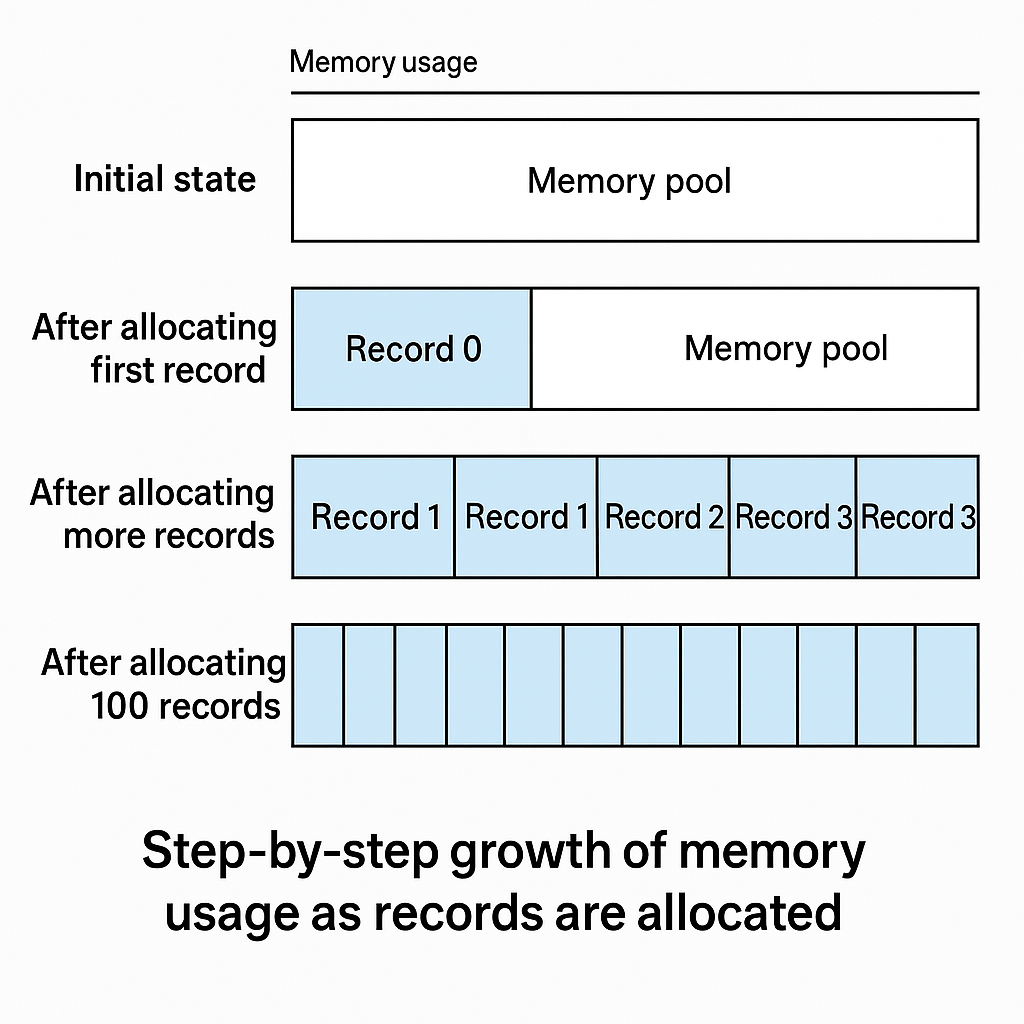 Memory usage
Initial state
Memory pool
After allocating
first record
Record 0
Memory pool
After allocating
more records
Record 1
Record 1
Record 2
Record 3
Record 3
After allocating
100 records
Step-by-step growth of memory
usage as records are allocated